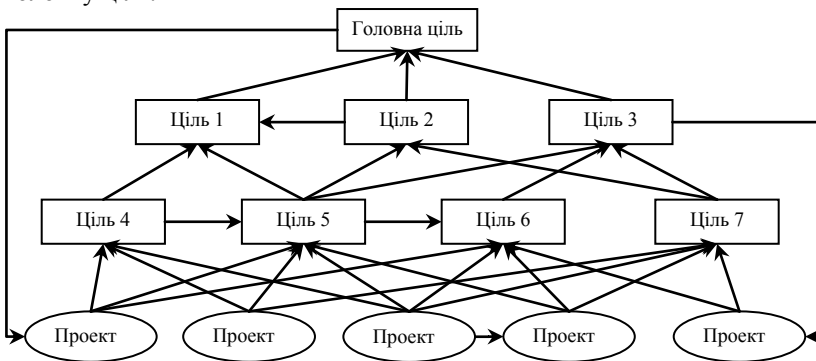 Головна ціль
Ціль 1
Ціль 2
Ціль 3
Ціль 4
Ціль 5
Ціль 6
Ціль 7
Проект
Проект
Проект
Проект
Проект